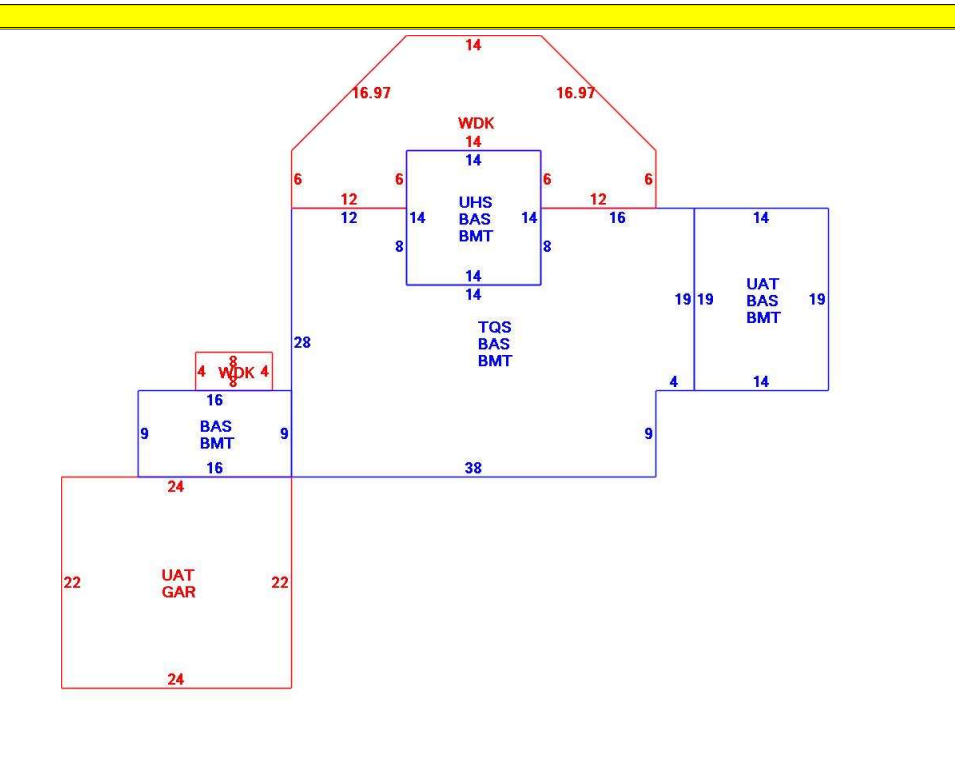 14
16.97 16.97
WDK
14
14
6 6 6 6
12 12
12 14 14 16 14
UHS
BAS
BMT
8 8
14
14
UAT
BAS
BMT
19 19 19
TQS
BAS
BMT
28
8
4 WDK 4
8
4 14
16
BAS
BMT
9 9 9
16 38
24
22 22
UAT
GAR
24